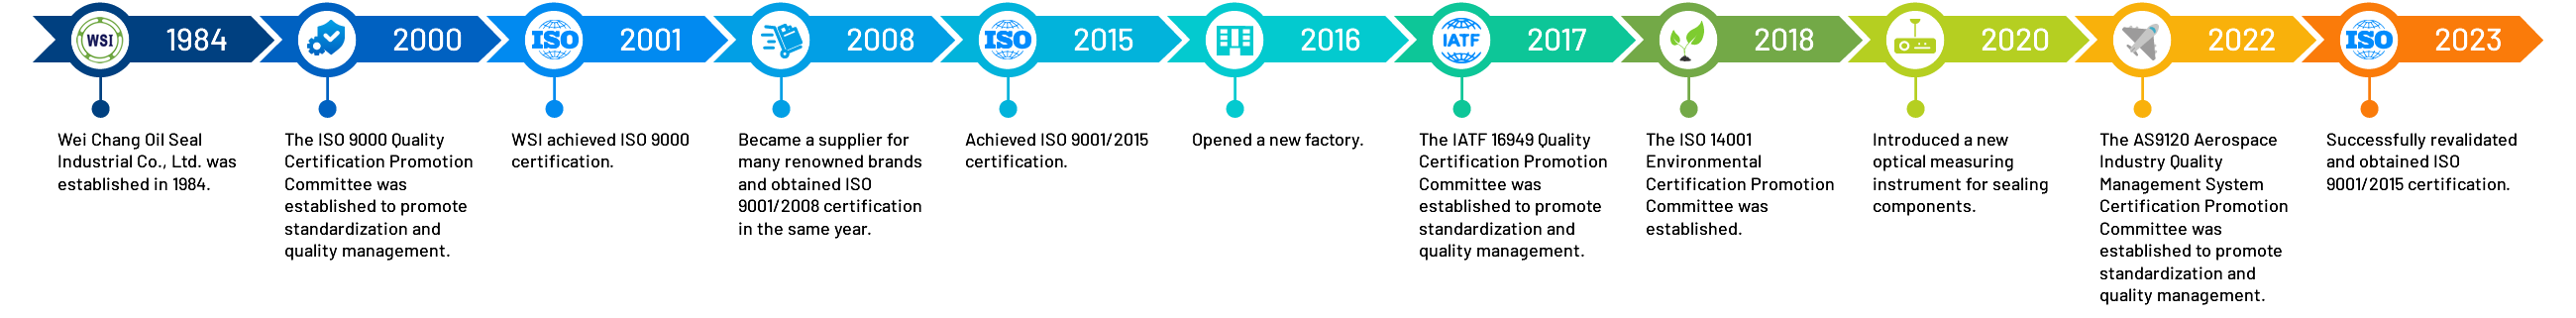 WSI
1984
2000
ISO
2001
2008
ISO
2015
2016
IATF
2017
2018
2020
2022
ISO
2023
Wei Chang Oil Seal
Industrial Co., Ltd. was
established in 1984.
The ISO 9000 Quality
Certification Promotion
Committee was
established to promote
standardization and
quality management.
WSI achieved ISO 9000
certification.
Became a supplier for
many renowned brands
and obtained ISO
9001/2008 certification
in the same year.
Achieved ISO 9001/2015
certification.
Opened a new factory.
The IATF 16949 Quality
Certification Promotion
Committee was
established to promote
standardization and
quality management.
The ISO 14001
Environmental
Certification Promotion
Committee was
established.
Introduced a new
optical measuring
instrument for sealing
components.
The AS9120 Aerospace
Industry Quality
Management System
Certification Promotion
Committee was
established to promote
standardization and
quality management.
Successfully revalidated
and obtained ISO
9001/2015 certification.